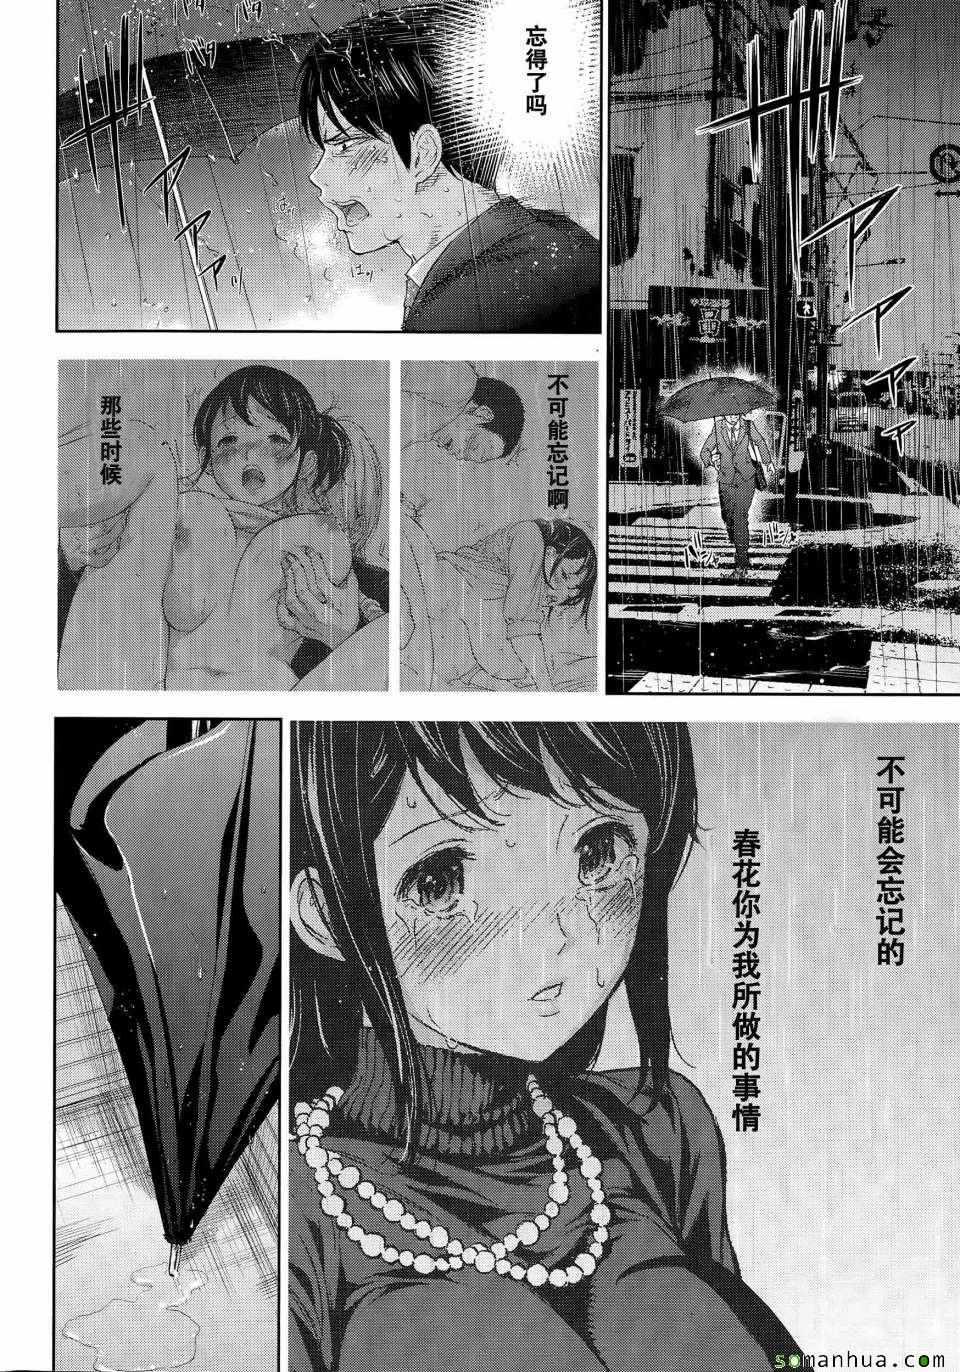 忘得了吗
不可能忘记啊
那些时候
不可能会忘记的
春花你为我所做的事情
somanhua.com